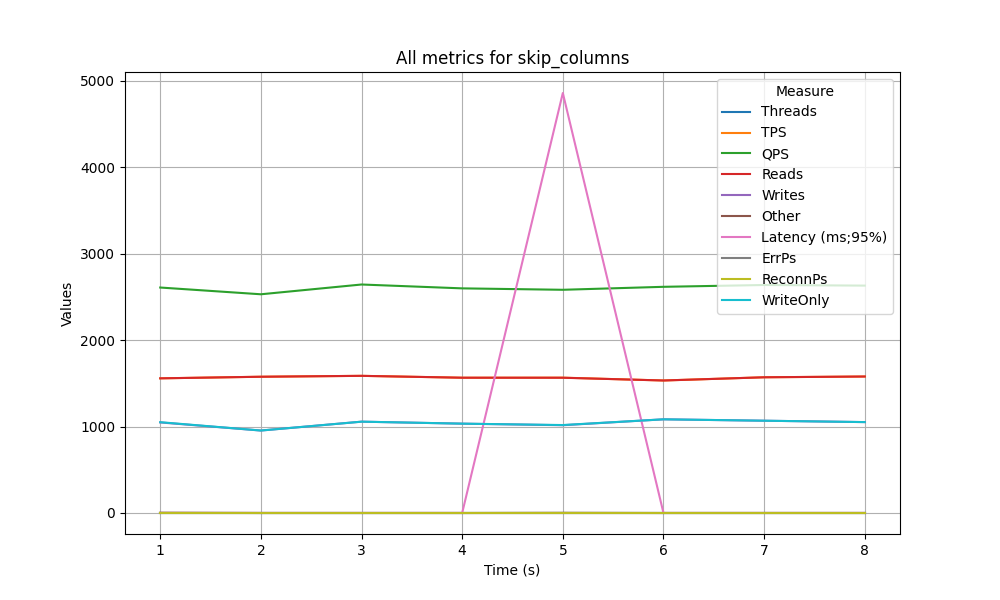 All metrics for skip_columns
5000
4000
3000
2000
1000
0
Values
1 2 3 4 5 6 7 8
Time (s)
Measure
Threads
TPS
QPS
Reads
Writes
Other
Latency (ms;95%)
ErrPs
ReconnPs
WriteOnly